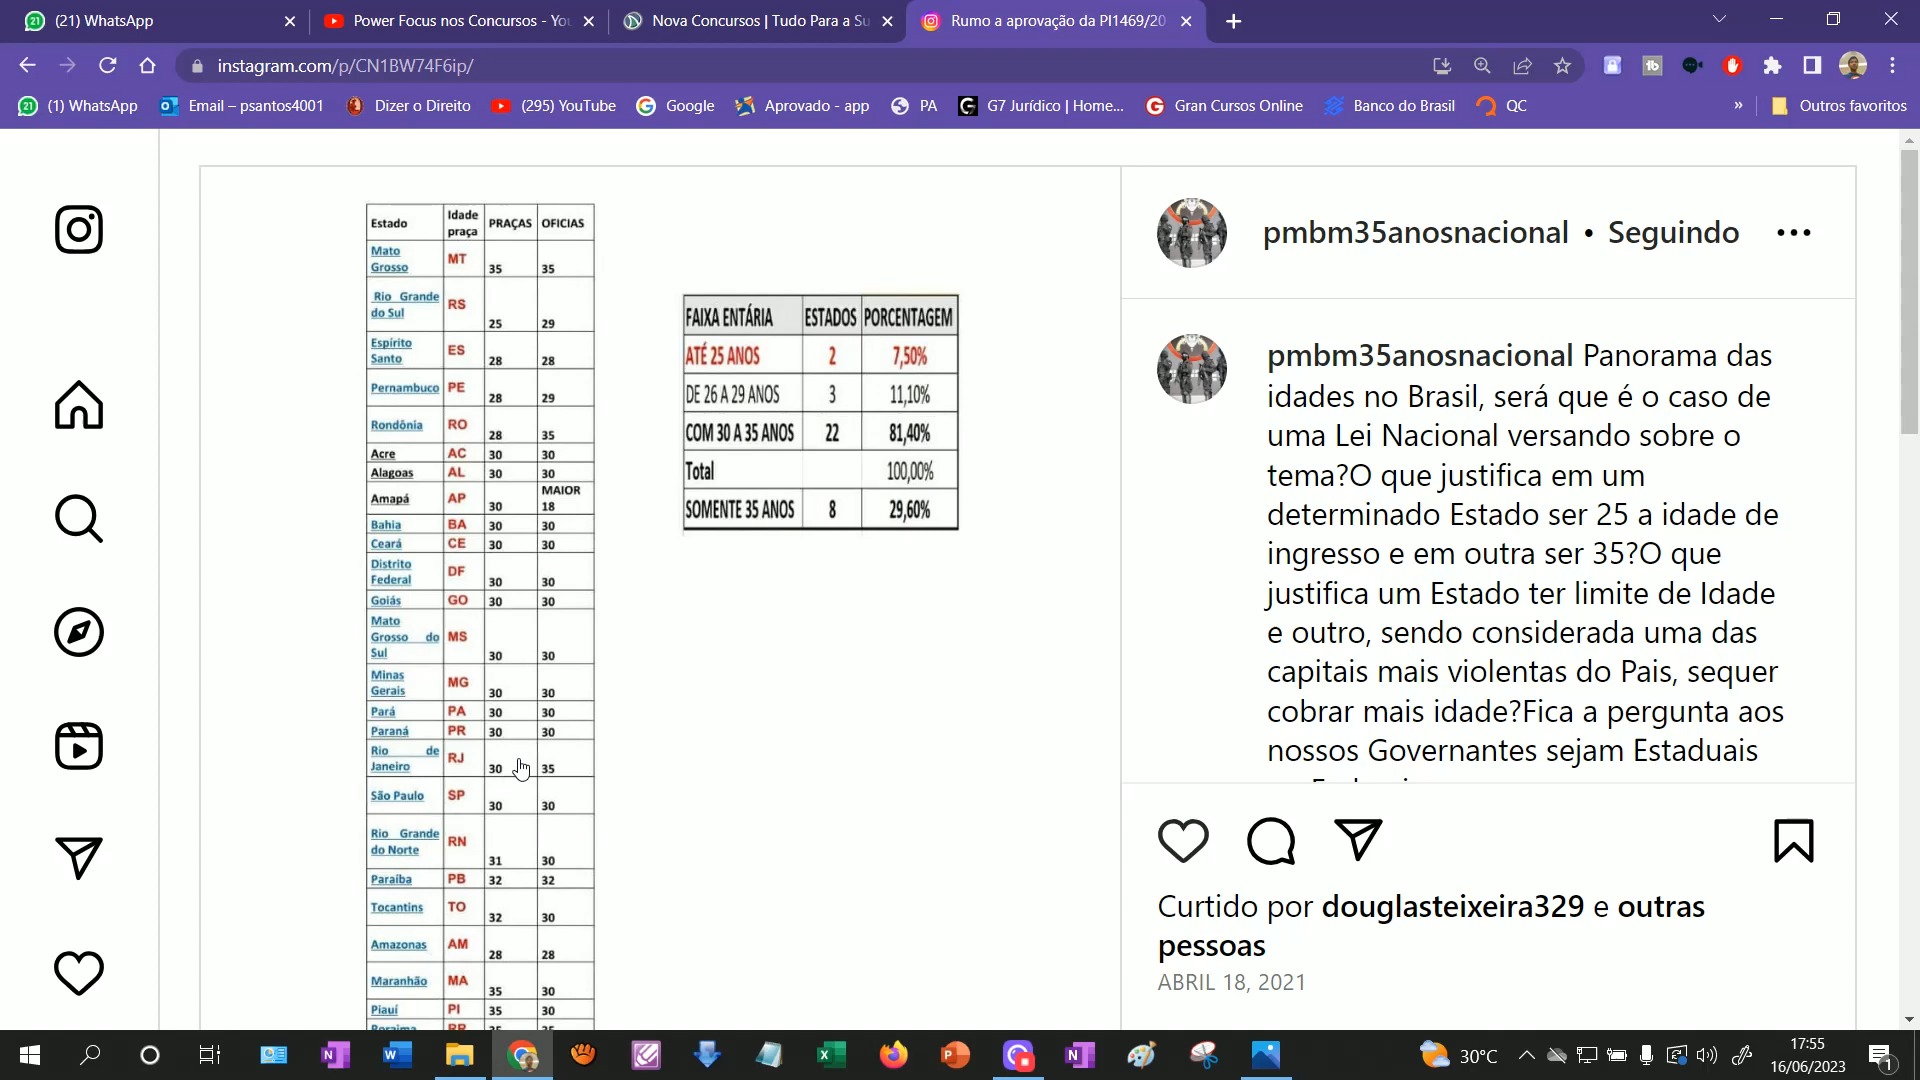 (21) WhatsApp
Power Focus nos Concursos - You
Nova Concursos | Tudo Para a Su
Rumo a aprovação da Pl1469/20
instagram.com/p/CN1BW74F6ip/
(1) WhatsApp
Email – psantos4001
Dizer o Direito
(295) YouTube
Google
Aprovado - app
PA
G7 Jurídico | Home...
Gran Cursos Online
Banco do Brasil
QC
»
Outros favoritos
Estado Idade praça PRAÇAS OFICIAS
Mato Grosso MT 35 35
Rio Grande do Sul RS 25 29
Espírito Santo ES 28 28
Pernambuco PE 28 29
Rondônia RO 28 35
Acre AC 30 30
Alagoas AL 30 30
Amapá AP 30 MAIOR 18
Bahia BA 30 30
Ceará CE 30 30
Distrito Federal DF 30 30
Goiás GO 30 30
Mato Grosso do Sul MS 30 30
Minas Gerais MG 30 30
Pará PA 30 30
Paraná PR 30 30
Rio de Janeiro RJ 30 35
São Paulo SP 30 30
Rio Grande do Norte RN 31 30
Paraíba PB 32 32
Tocantins TO 32 30
Amazonas AM 28 28
Maranhão MA 35 30
Piauí PI 35 30
FAIXA ENTÁRIA ESTADOS PORCENTAGEM
ATÉ 25 ANOS 2 7,50%
DE 26 A 29 ANOS 3 11,10%
COM 30 A 35 ANOS 22 81,40%
Total 100,00%
SOMENTE 35 ANOS 8 29,60%
pmbm35anosnacional • Seguindo
pmbm35anosnacional Panorama das
idades no Brasil, será que é o caso de
uma Lei Nacional versando sobre o
tema?O que justifica em um
determinado Estado ser 25 a idade de
ingresso e em outra ser 35?O que
justifica um Estado ter limite de Idade
e outro, sendo considerada uma das
capitais mais violentas do Pais, sequer
cobrar mais idade?Fica a pergunta aos
nossos Governantes sejam Estaduais
Curtido por douglasteixeira329 e outras
pessoas
ABRIL 18, 2021
30°C
17:55
16/06/2023
1